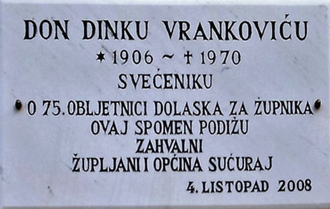 DON DINKU VRANKOVIĆU
* 1906 ~ † 1970
SVEĆENIKU
O 75. OBLJETNICI DOLASKA ZA ŽUPNIKA
OVAJ SPOMEN PODIŽU
ZAHVALNI
ŽUPLJANI I OPĆINA SUĆURAJ
4. LISTOPAD 2008